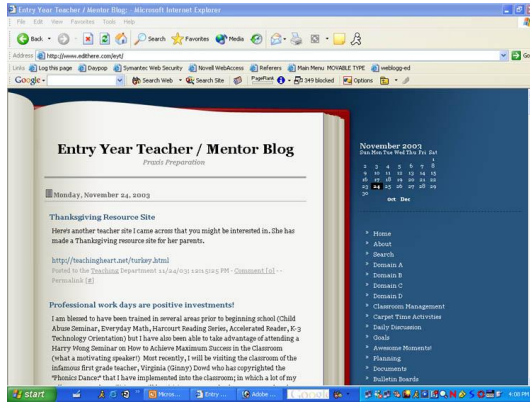 Entry Year Teacher / Mentor Blog: - Microsoft Internet Explorer
File Edit View Favorites Tools Help
Back Search Favorites Media
Address http://www.edithere.com/eyt/ Go
Links Log this page Daypop Symantec Web Security Novell WebAccess Referers Main Menu MOVABLE TYPE weblogg-ed
Google Search Web Search Site PageRank 349 blocked Options
Entry Year Teacher / Mentor Blog
Praxis Preparation
Monday, November 24, 2003
Thanksgiving Resource Site
Here's another teacher site I came across that you might be interested in. She has
made a Thanksgiving resource site for her parents.
http://teachingheart.net/turkey.html
Posted to the Teaching Department 11/24/03; 12:15:25 PM - Comment [0] - -
Permalink [#]
Professional work days are positive investments!
I am blessed to have been trained in several areas prior to beginning school (Child
Abuse Seminar, Everyday Math, Harcourt Reading Series, Accelerated Reader, K-3
Technology Orientation) but I have also been able to take advantage of attending a
Harry Wong Seminar on How to Achieve Maximum Success in the Classroom
(what a motivating speaker!) Most recently, I will be visiting the classroom of the
infamous first grade teacher, Virginia (Ginny) Dowd who has copyrighted the
"Phonics Dance!" that I have implemented into the classroom; in which a lot of my
November 2003
Sun Mon Tue Wed Thu Fri Sat
1
2 3 4 5 6 7 8
9 10 11 12 13 14 15
16 17 18 19 20 21 22
23 24 25 26 27 28 29
30
Oct Dec
Home
About
Search
Domain A
Domain B
Domain C
Domain D
Classroom Management
Carpet Time Activities
Daily Discussion
Goals
Awesome Moments!
Planning
Documents
Bulletin Boards
start Micros... Entry ... Adobe ... Google 4:00 PM